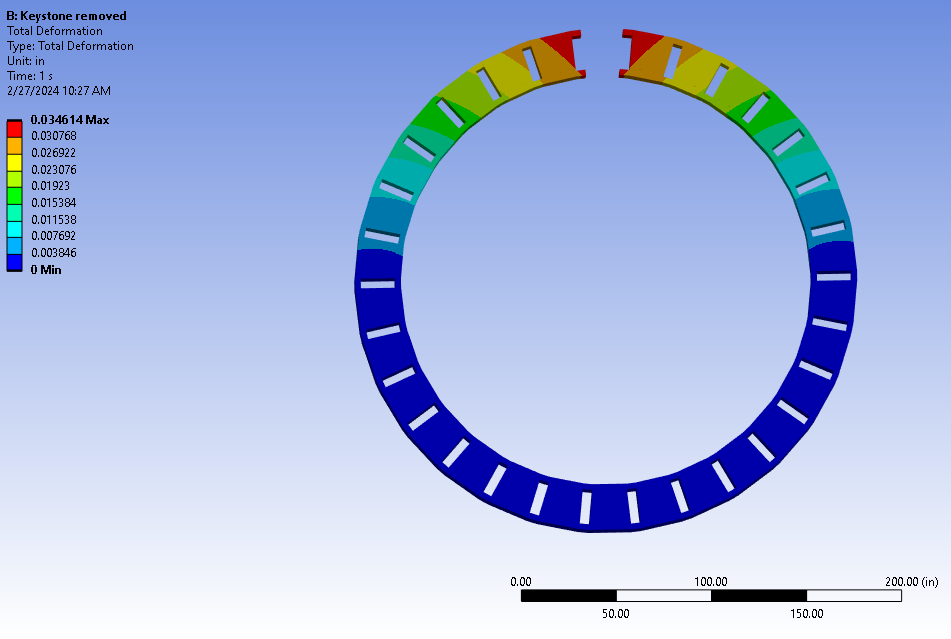 B: Keystone removed
Total Deformation
Type: Total Deformation
Unit: in
Time: 1 s
2/27/2024 10:27 AM
0.034614 Max
0.030768
0.026922
0.023076
0.01923
0.015384
0.011538
0.007692
0.003846
0 Min
0.00 100.00 200.00 (in)
50.00 150.00